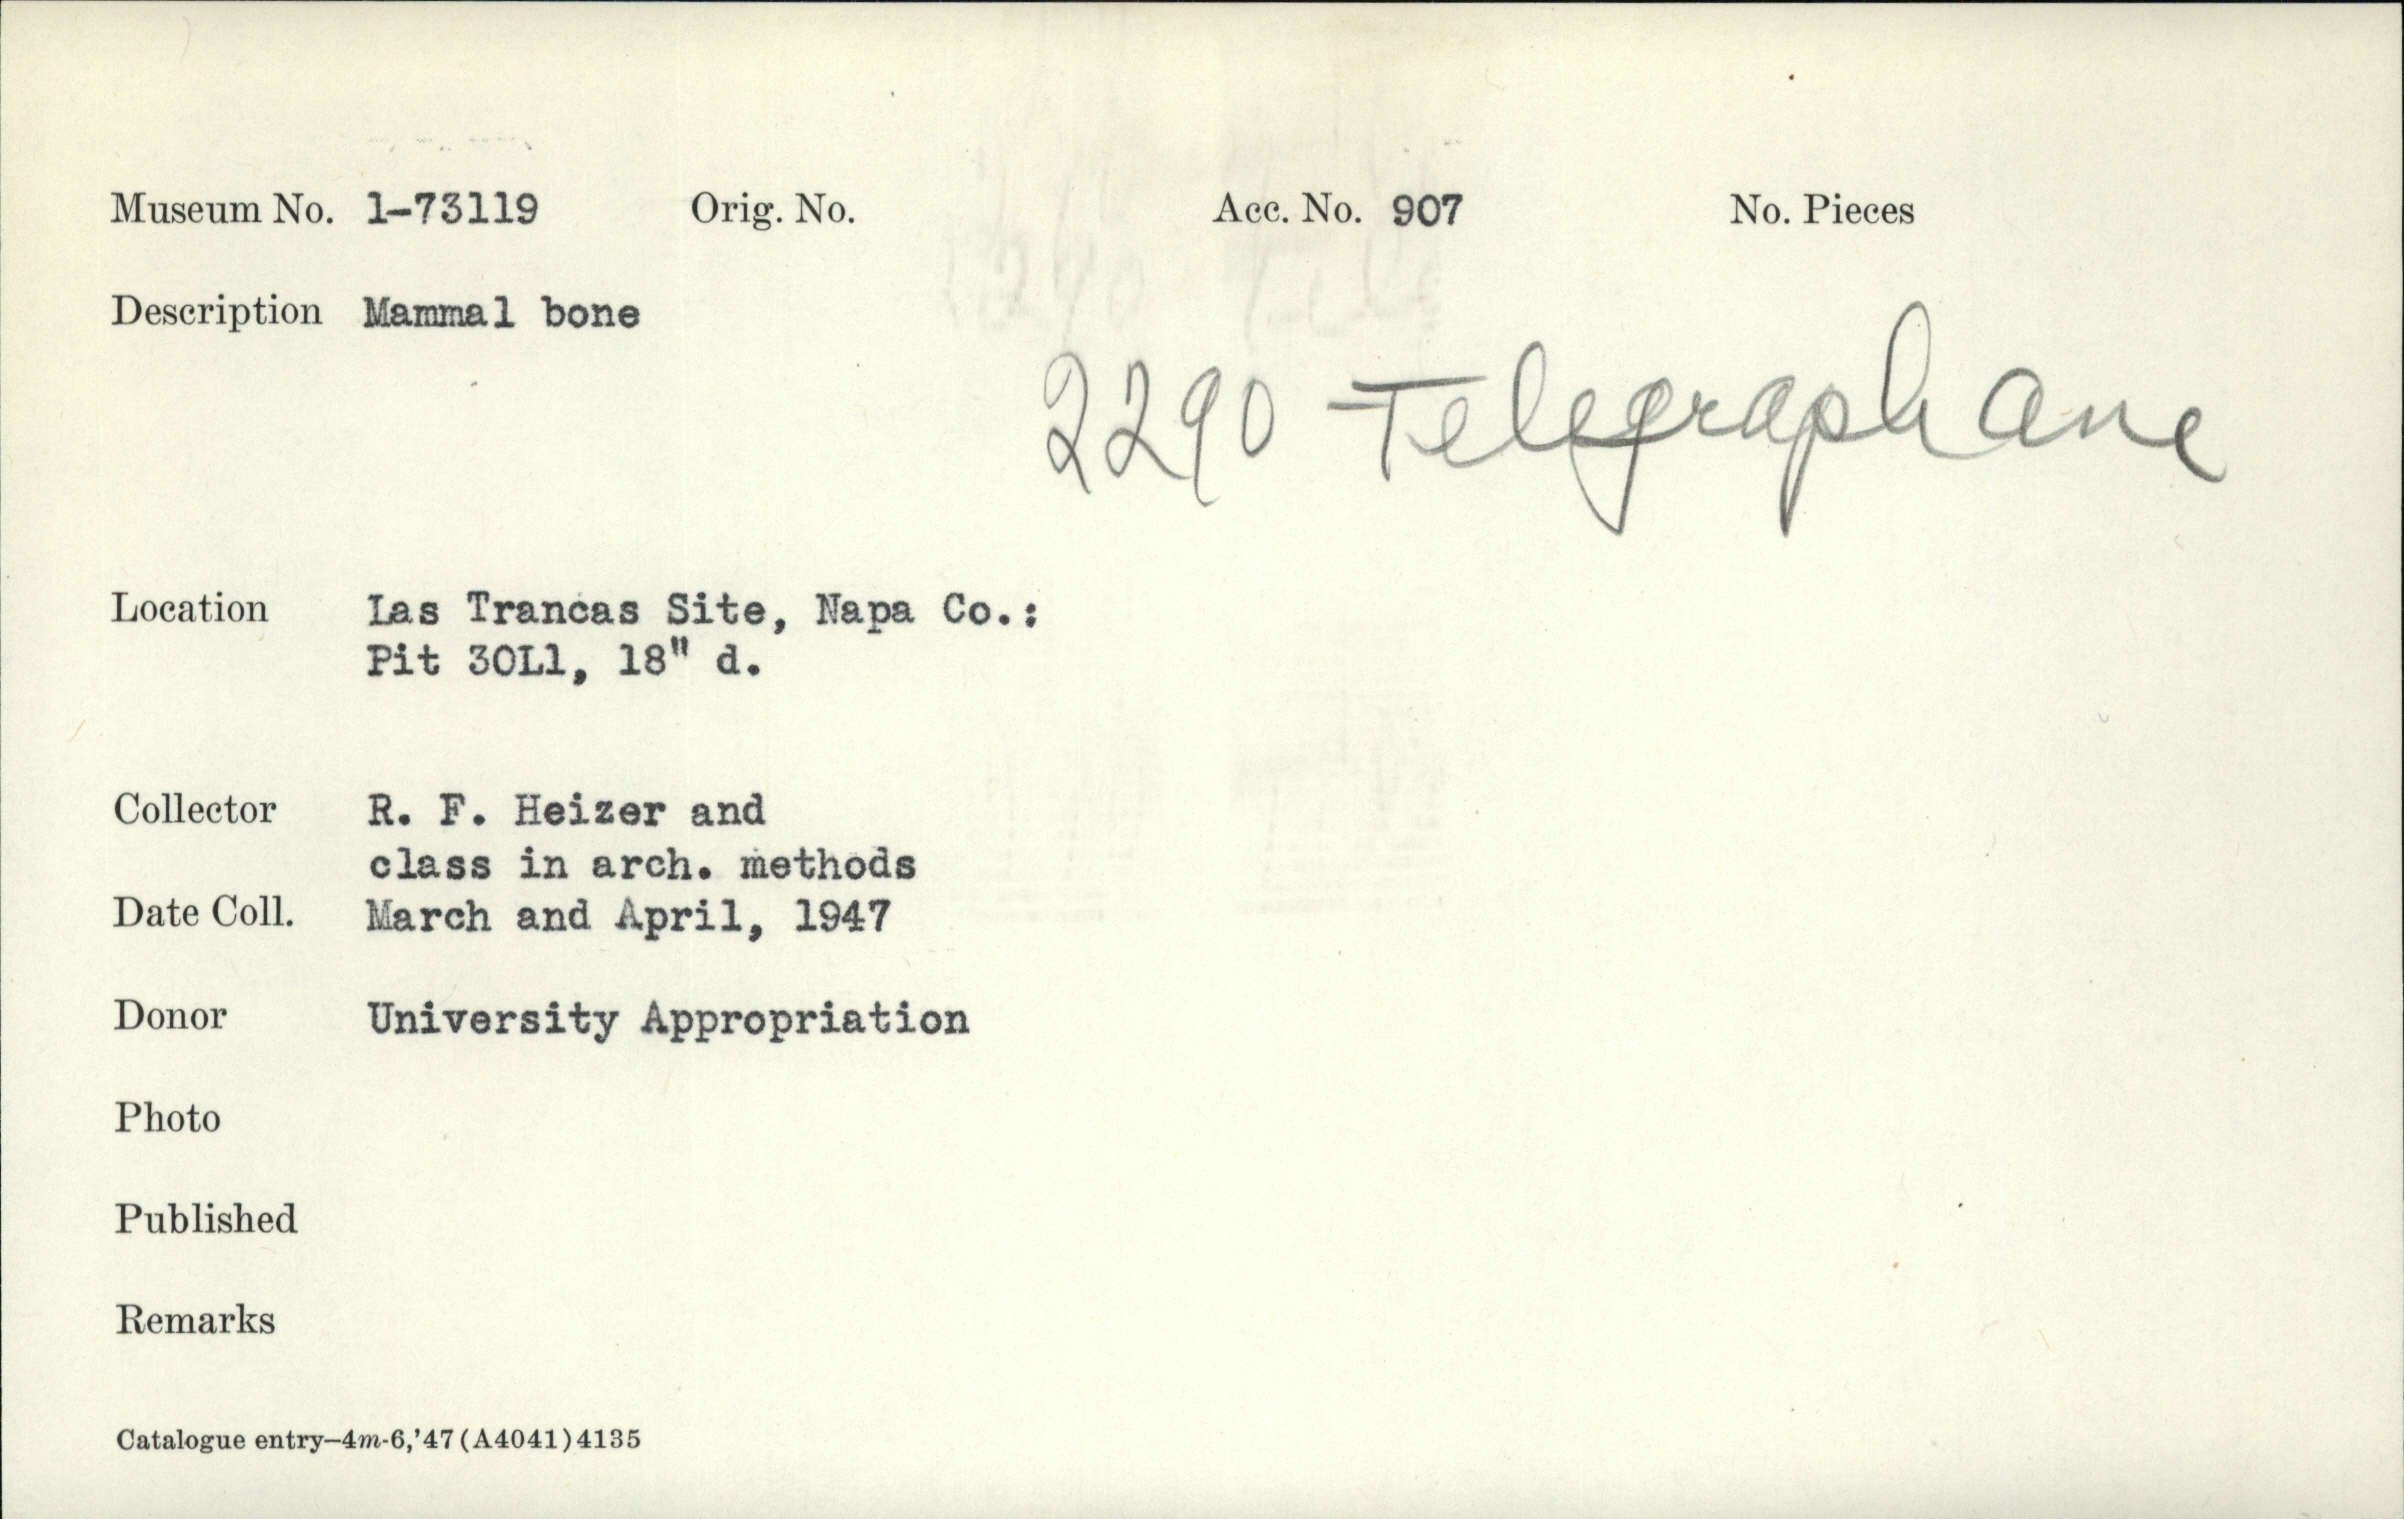 Museum No. 1-73119 Orig. No. Acc. No. 907 No. Pieces
Description Mammal bone
2290 Telegraph Ave
Location Las Trancas Site, Napa Co.:
Pit 30L1, 18" d.
Collector R. F. Heizer and
class in arch. methods
Date Coll. March and April, 1947
Donor University Appropriation
Photo
Published
Remarks
Catalogue entry—4m-6,'47(A4041)4135